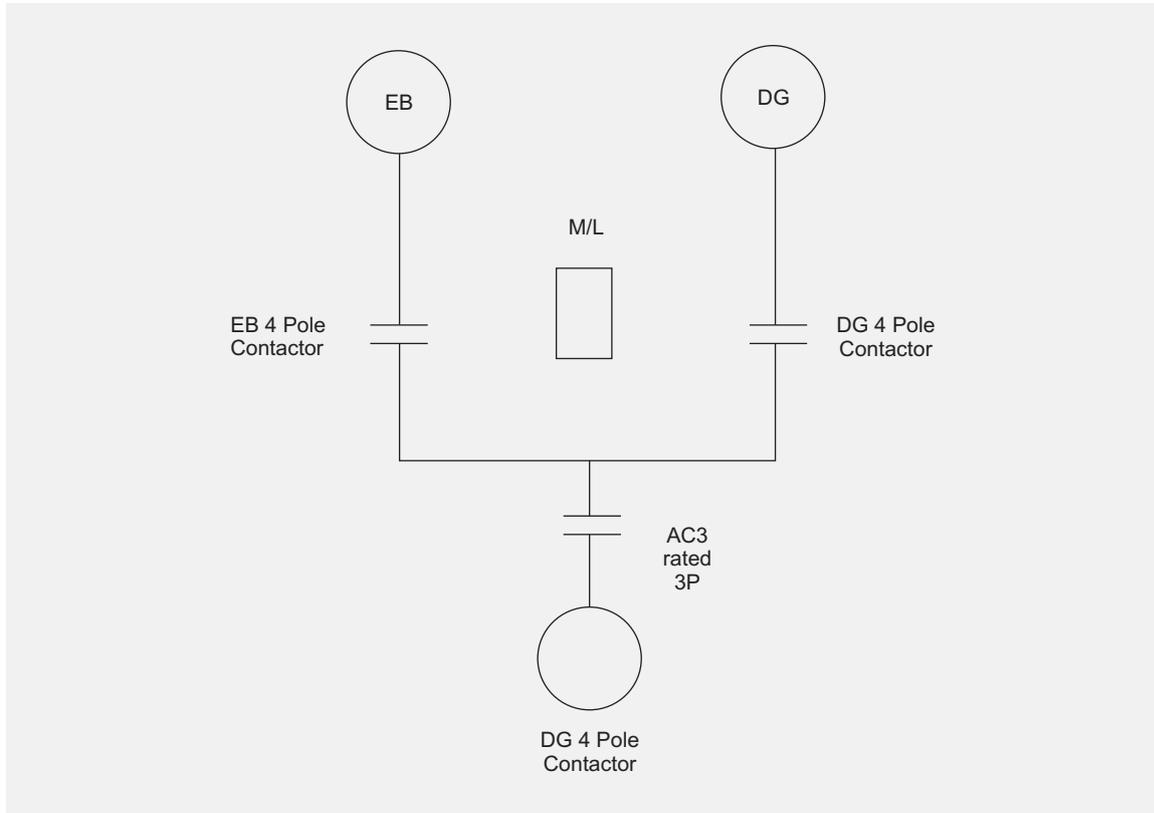 EB
DG
M/L
EB 4 Pole
Contactor
DG 4 Pole
Contactor
AC3
rated
3P
DG 4 Pole
Contactor